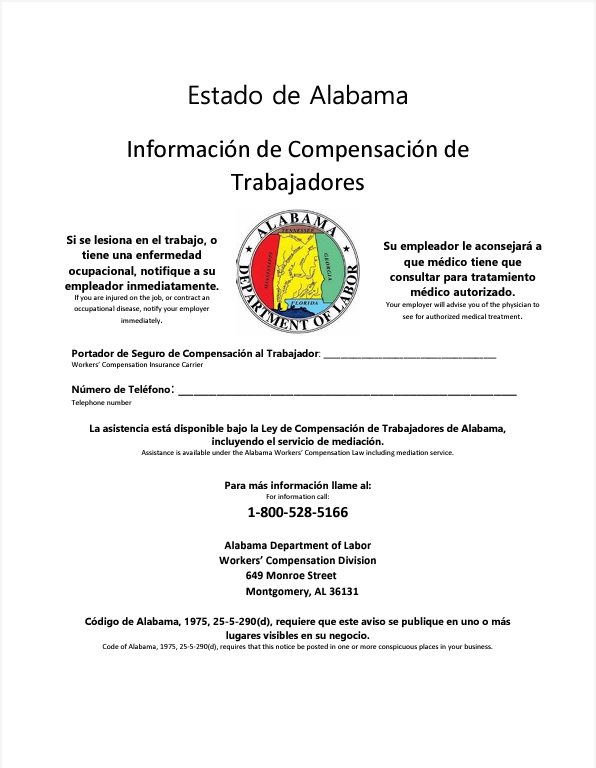 Estado de Alabama
Información de Compensación de
Trabajadores
Si se lesiona en el trabajo, o
tiene una enfermedad
ocupacional, notifique a su
empleador inmediatamente.
If you are injured on the job, or contract an
occupational disease, notify your employer
immediately.
ALABAMA
DEPARTMENT OF LABOR
TENNESSEE
MISSISSIPPI
GEORGIA
FLORIDA
Su empleador le aconsejará a
que médico tiene que
consultar para tratamiento
médico autorizado.
Your employer will advise you of the physician to
see for authorized medical treatment.
Portador de Seguro de Compensación al Trabajador: ______________________________
Workers' Compensation Insurance Carrier
Número de Teléfono: ______________________________________________
Telephone number
La asistencia está disponible bajo la Ley de Compensación de Trabajadores de Alabama,
incluyendo el servicio de mediación.
Assistance is available under the Alabama Workers' Compensation Law including mediation service.
Para más información llame al:
For information call:
1-800-528-5166
Alabama Department of Labor
Workers' Compensation Division
649 Monroe Street
Montgomery, AL 36131
Código de Alabama, 1975, 25-5-290(d), requiere que este aviso se publique en uno o más
lugares visibles en su negocio.
Code of Alabama, 1975, 25-5-290(d), requires that this notice be posted in one or more conspicuous places in your business.